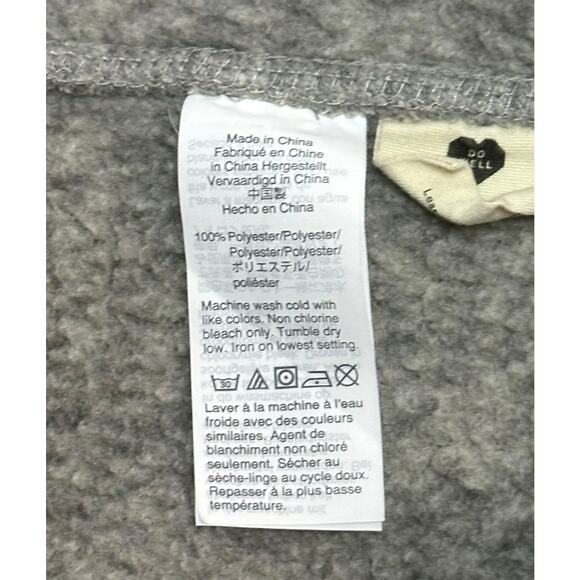 Made in China
Fabriqué en Chine
in China Hergestellt
Vervaardigd in China
中国製
Hecho en China
100% Polyester/Polyester/
Polyester/Polyester/
ポリエステル/
poliéster
Machine wash cold with
like colors. Non chlorine
bleach only. Tumble dry
low. Iron on lowest setting.
30
Laver à la machine à l'eau
froide avec des couleurs
similaires. Agent de
blanchiment non chloré
seulement. Sécher au
sèche-linge au cycle doux.
Repasser à la plus basse
température.
DO